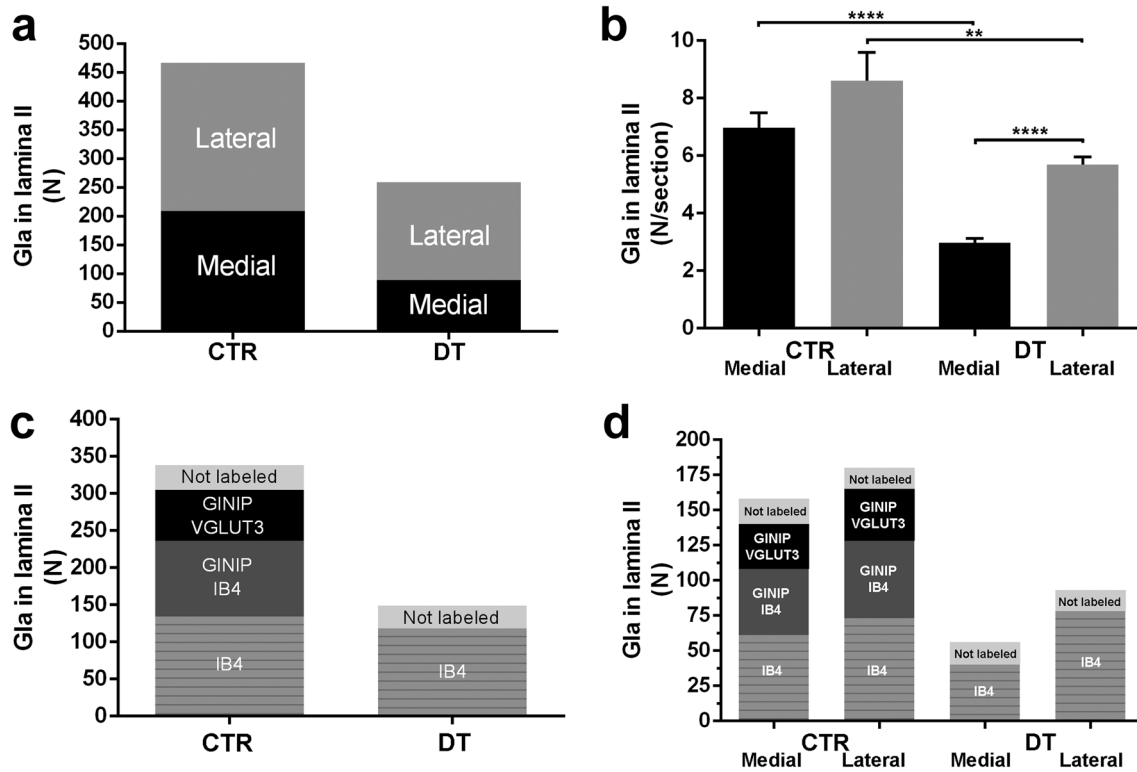 a
500
450
400
350
300
250
200
150
100
50
0
Gla in lamina II
(N)
Lateral
Medial
Lateral
Medial
CTR
DT
b
****
**
****
10
8
6
4
2
0
Gla in lamina II
(N/section)
CTR
DT
Medial
Lateral
Medial
Lateral
c
400
350
300
250
200
150
100
50
0
Gla in lamina II
(N)
Not labeled
GINIP
VGLUT3
GINIP
IB4
IB4
Not labeled
IB4
CTR
DT
d
200
175
150
125
100
75
50
25
0
Gla in lamina II
(N)
Not labeled
GINIP
VGLUT3
GINIP
IB4
IB4
Not labeled
GINIP
VGLUT3
GINIP
IB4
IB4
Not labeled
IB4
Not labeled
IB4
CTR
DT
Medial
Lateral
Medial
Lateral